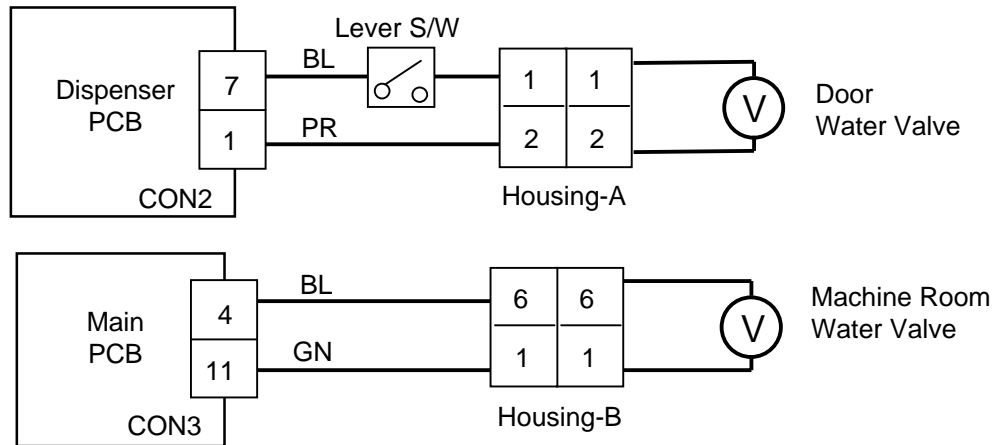 Lever S/W
Dispenser
PCB
7
BL
1
1
Door
Water Valve
V
1
PR
2
2
CON2
Housing-A
Main
PCB
4
BL
6
6
Machine Room
Water Valve
V
11
GN
1
1
CON3
Housing-B